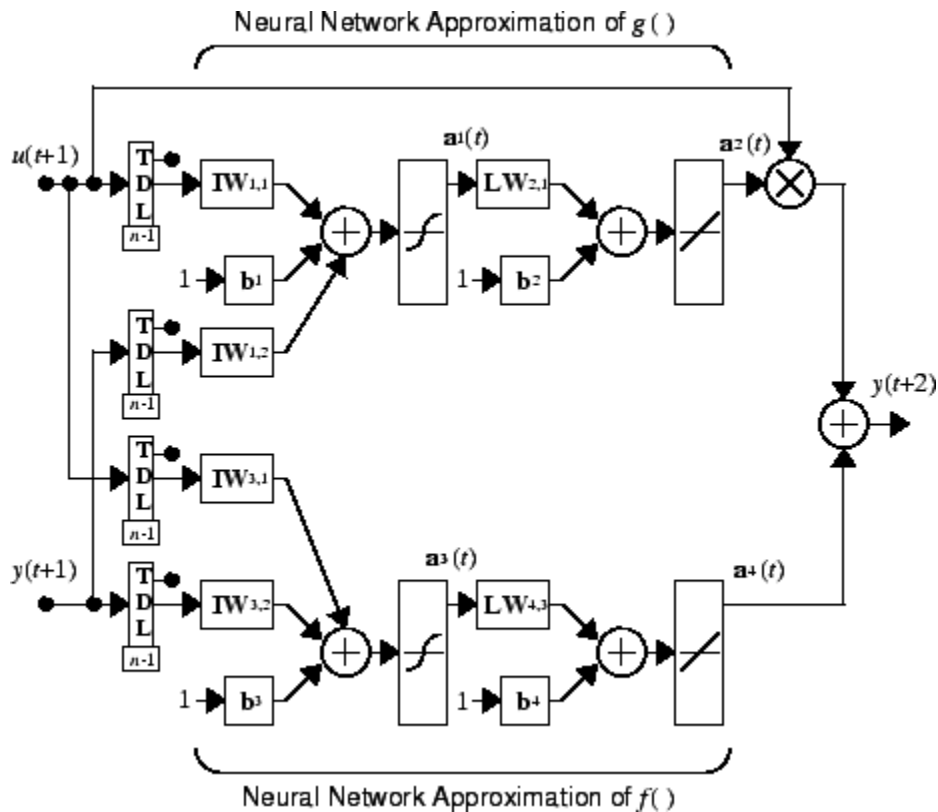 Neural Network Approximation of g ( )
a1(t)
a2 (t)
u(t+1)
T
D
L
n-1
IW1,1
LW2,1
1
b1
1
b2
T
D
L
n-1
IW1,2
y(t+2)
T
D
L
n-1
IW3,1
a3 (t)
a4 (t)
y(t+1)
T
D
L
n-1
IW3,2
LW4,3
1
b3
1
b4
Neural Network Approximation of f ( )